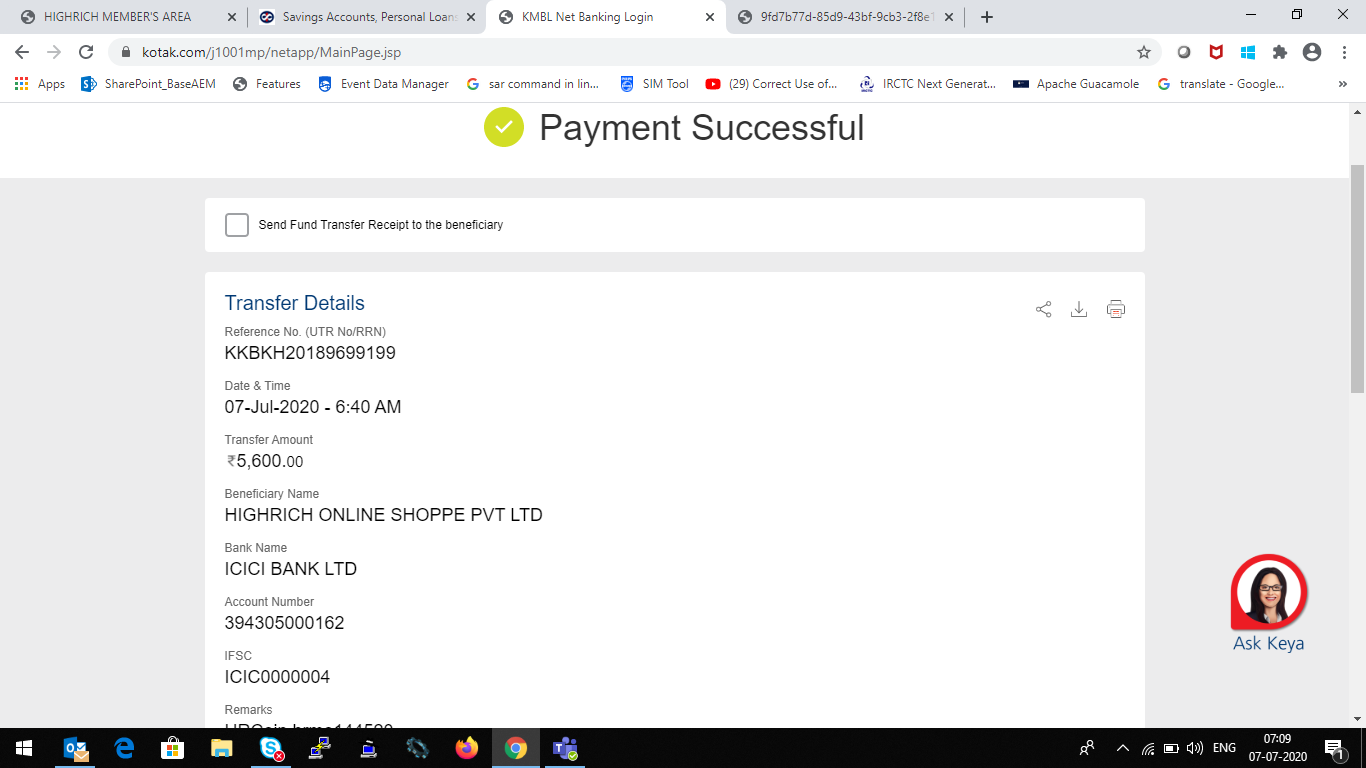 HIGHRICH MEMBER'S AREA
Savings Accounts, Personal Loans
KMBL Net Banking Login
9fd7b77d-85d9-43bf-9cb3-2f8e1
kotak.com/j1001mp/netapp/MainPage.jsp
Apps
SharePoint_BaseAEM
Features
Event Data Manager
sar command in lin...
SIM Tool
(29) Correct Use of...
IRCTC Next Generat...
Apache Guacamole
translate - Google...
Payment Successful
Send Fund Transfer Receipt to the beneficiary
Transfer Details
Reference No. (UTR No/RRN)
KKBKH20189699199
Date & Time
07-Jul-2020 - 6:40 AM
Transfer Amount
₹5,600.00
Beneficiary Name
HIGHRICH ONLINE SHOPPE PVT LTD
Bank Name
ICICI BANK LTD
Account Number
394305000162
IFSC
ICIC0000004
Remarks
Ask Keya
ENG
07:09
07-07-2020
1